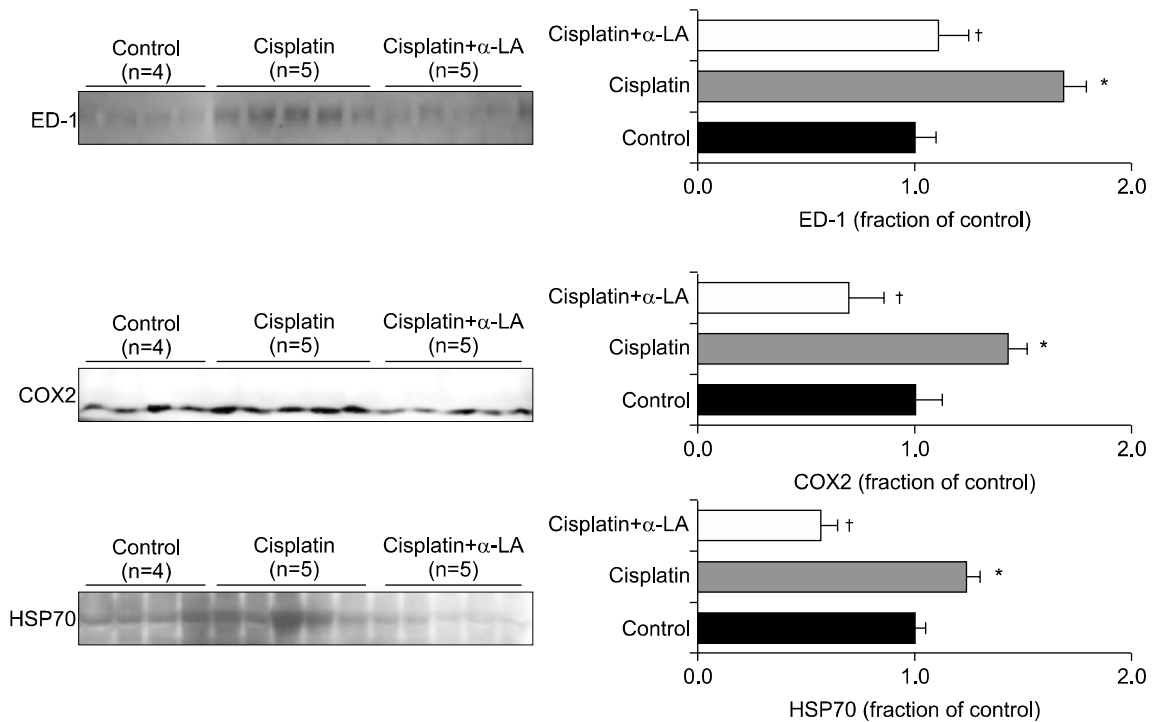 Control Cisplatin Cisplatin+α-LA
(n=4) (n=5) (n=5)
ED-1
Cisplatin+α-LA †
Cisplatin *
Control
0.0 1.0 2.0
ED-1 (fraction of control)
Control Cisplatin Cisplatin+α-LA
(n=4) (n=5) (n=5)
COX2
Cisplatin+α-LA †
Cisplatin *
Control
0.0 1.0 2.0
COX2 (fraction of control)
Control Cisplatin Cisplatin+α-LA
(n=4) (n=5) (n=5)
HSP70
Cisplatin+α-LA †
Cisplatin *
Control
0.0 1.0 2.0
HSP70 (fraction of control)